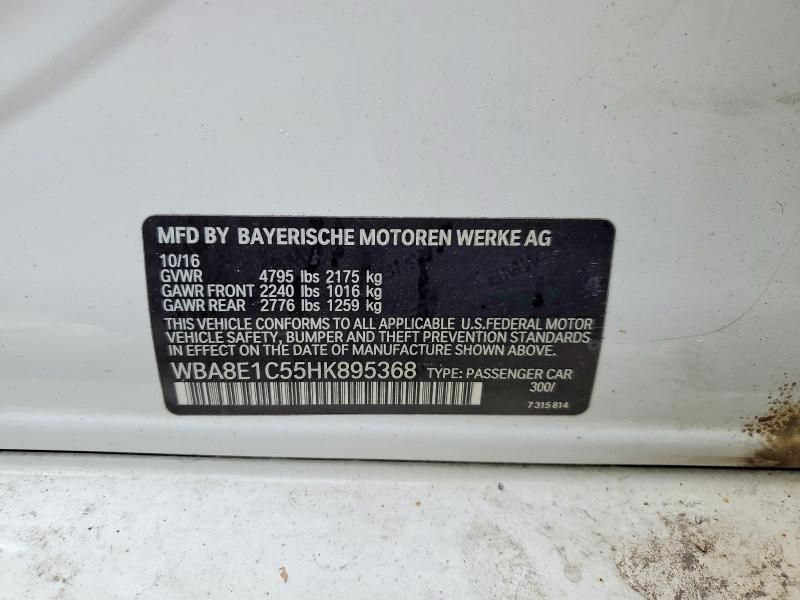 MFD BY BAYERISCHE MOTOREN WERKE AG
10/16
GVWR 4795 lbs 2175 kg
GAWR FRONT 2240 lbs 1016 kg
GAWR REAR 2776 lbs 1259 kg
THIS VEHICLE CONFORMS TO ALL APPLICABLE U.S.FEDERAL MOTOR
VEHICLE SAFETY, BUMPER AND THEFT PREVENTION STANDARDS
IN EFFECT ON THE DATE OF MANUFACTURE SHOWN ABOVE.
WBA8E1C55HK895368 TYPE: PASSENGER CAR
300/
7 315 814